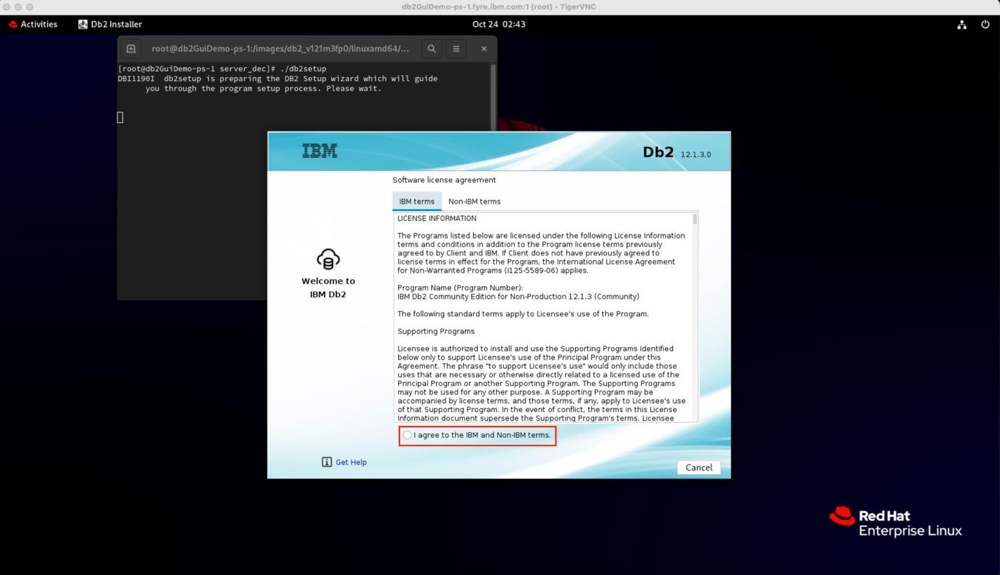 db2GuiDemo-ps-1.fyre.ibm.com:1 (root) - TigerVNC
Activities
Db2 Installer
Oct 24 02:43
root@db2GuiDemo-ps-1:/images/db2_v121m3fp0/linuxamd64/...
[root@db2GuiDemo-ps-1 server_dec]# ./db2setup
DBI1190I  db2setup is preparing the DB2 Setup wizard which will guide
you through the program setup process. Please wait.
IBM
Db2 12.1.3.0
Welcome to
IBM Db2
Software license agreement
IBM terms
Non-IBM terms
LICENSE INFORMATION
The Programs listed below are licensed under the following License Information
terms and conditions in addition to the Program license terms previously
agreed to by Client and IBM. If Client does not have previously agreed to
license terms in effect for the Program, the International License Agreement
for Non-Warranted Programs (i125-5589-06) applies.
Program Name (Program Number):
IBM Db2 Community Edition for Non-Production 12.1.3 (Community)
The following standard terms apply to Licensee's use of the Program.
Supporting Programs
Licensee is authorized to install and use the Supporting Programs identified
below only to support Licensee's use of the Principal Program under this
Agreement. The phrase "to support Licensee's use" would only include those
uses that are necessary or otherwise directly related to a licensed use of the
Principal Program or another Supporting Program. The Supporting Programs
may not be used for any other purpose. A Supporting Program may be
accompanied by license terms, and those terms, if any, apply to Licensee's use
of that Supporting Program. In the event of conflict, the terms in this License
Information document supersede the Supporting Program's terms. Licensee
I agree to the IBM and Non-IBM terms.
Get Help
Cancel
Red Hat
Enterprise Linux